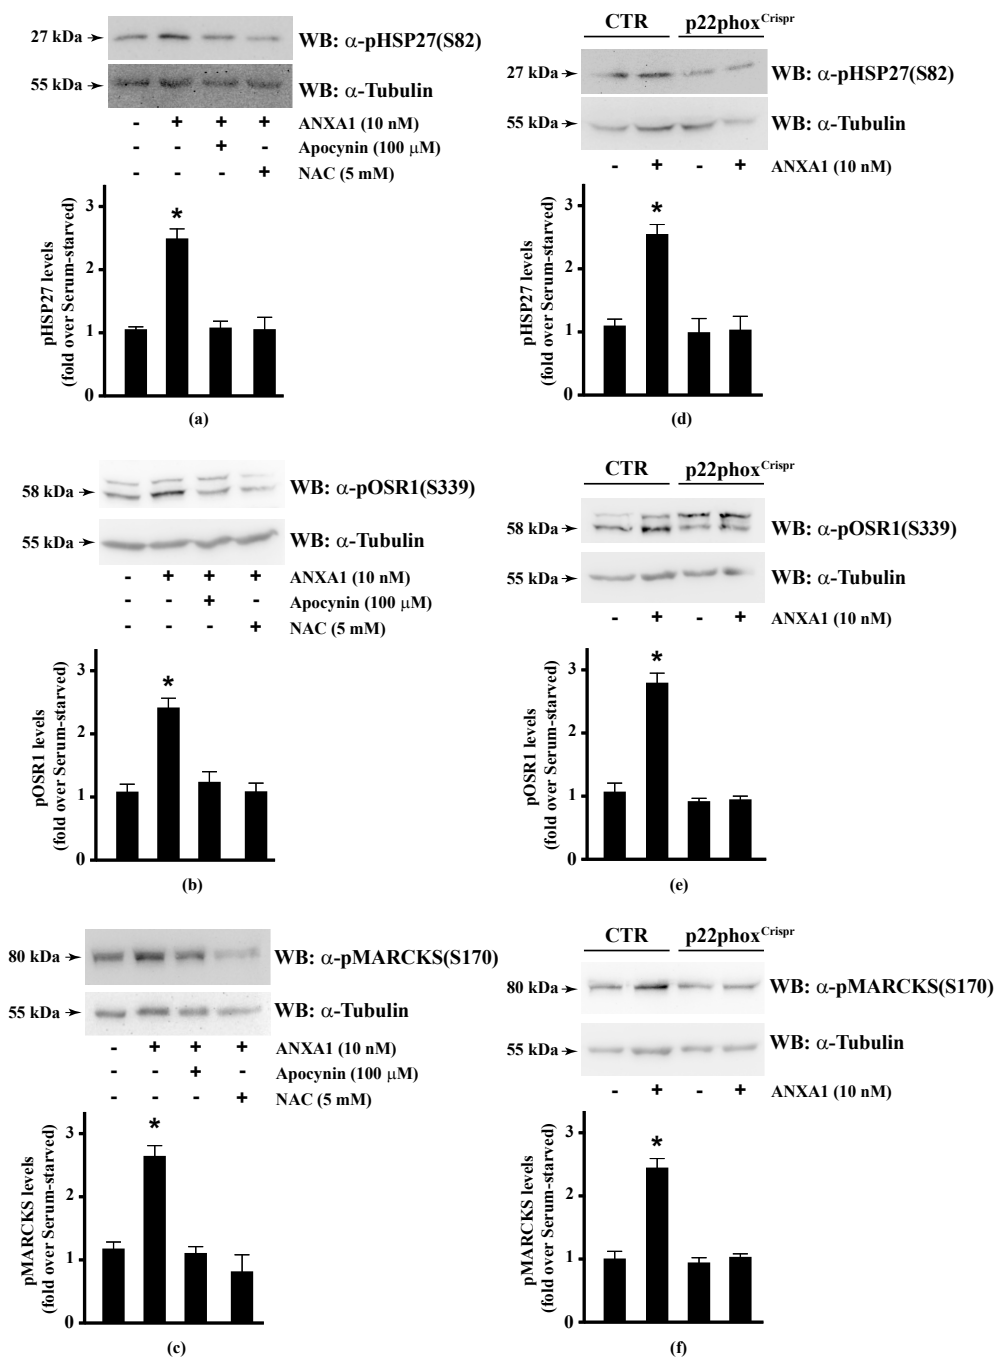 27 kDa → WB: α-pHSP27(S82)
55 kDa → WB: α-Tubulin
- + + + ANXA1 (10 nM)
- - + - Apocynin (100 μM)
- - - + NAC (5 mM)
pHSP27 levels
(fold over Serum-starved)
3
2
1
0
*
(a)
CTR p22phox^Crispr
27 kDa → WB: α-pHSP27(S82)
55 kDa → WB: α-Tubulin
- + - + ANXA1 (10 nM)
pHSP27 levels
(fold over Serum-starved)
3
2
1
0
*
(d)
58 kDa → WB: α-pOSR1(S339)
55 kDa → WB: α-Tubulin
- + + + ANXA1 (10 nM)
- - + - Apocynin (100 μM)
- - - + NAC (5 mM)
pOSR1 levels
(fold over Serum-starved)
3
2
1
0
*
(b)
CTR p22phox^Crispr
58 kDa → WB: α-pOSR1(S339)
55 kDa → WB: α-Tubulin
- + - + ANXA1 (10 nM)
pOSR1 levels
(fold over Serum-starved)
3
2
1
0
*
(e)
80 kDa → WB: α-pMARCKS(S170)
55 kDa → WB: α-Tubulin
- + + + ANXA1 (10 nM)
- - + - Apocynin (100 μM)
- - - + NAC (5 mM)
pMARCKS levels
(fold over Serum-starved)
3
2
1
0
*
(c)
CTR p22phox^Crispr
80 kDa → WB: α-pMARCKS(S170)
55 kDa → WB: α-Tubulin
- + - + ANXA1 (10 nM)
pMARCKS levels
(fold over Serum-starved)
3
2
1
0
*
(f)